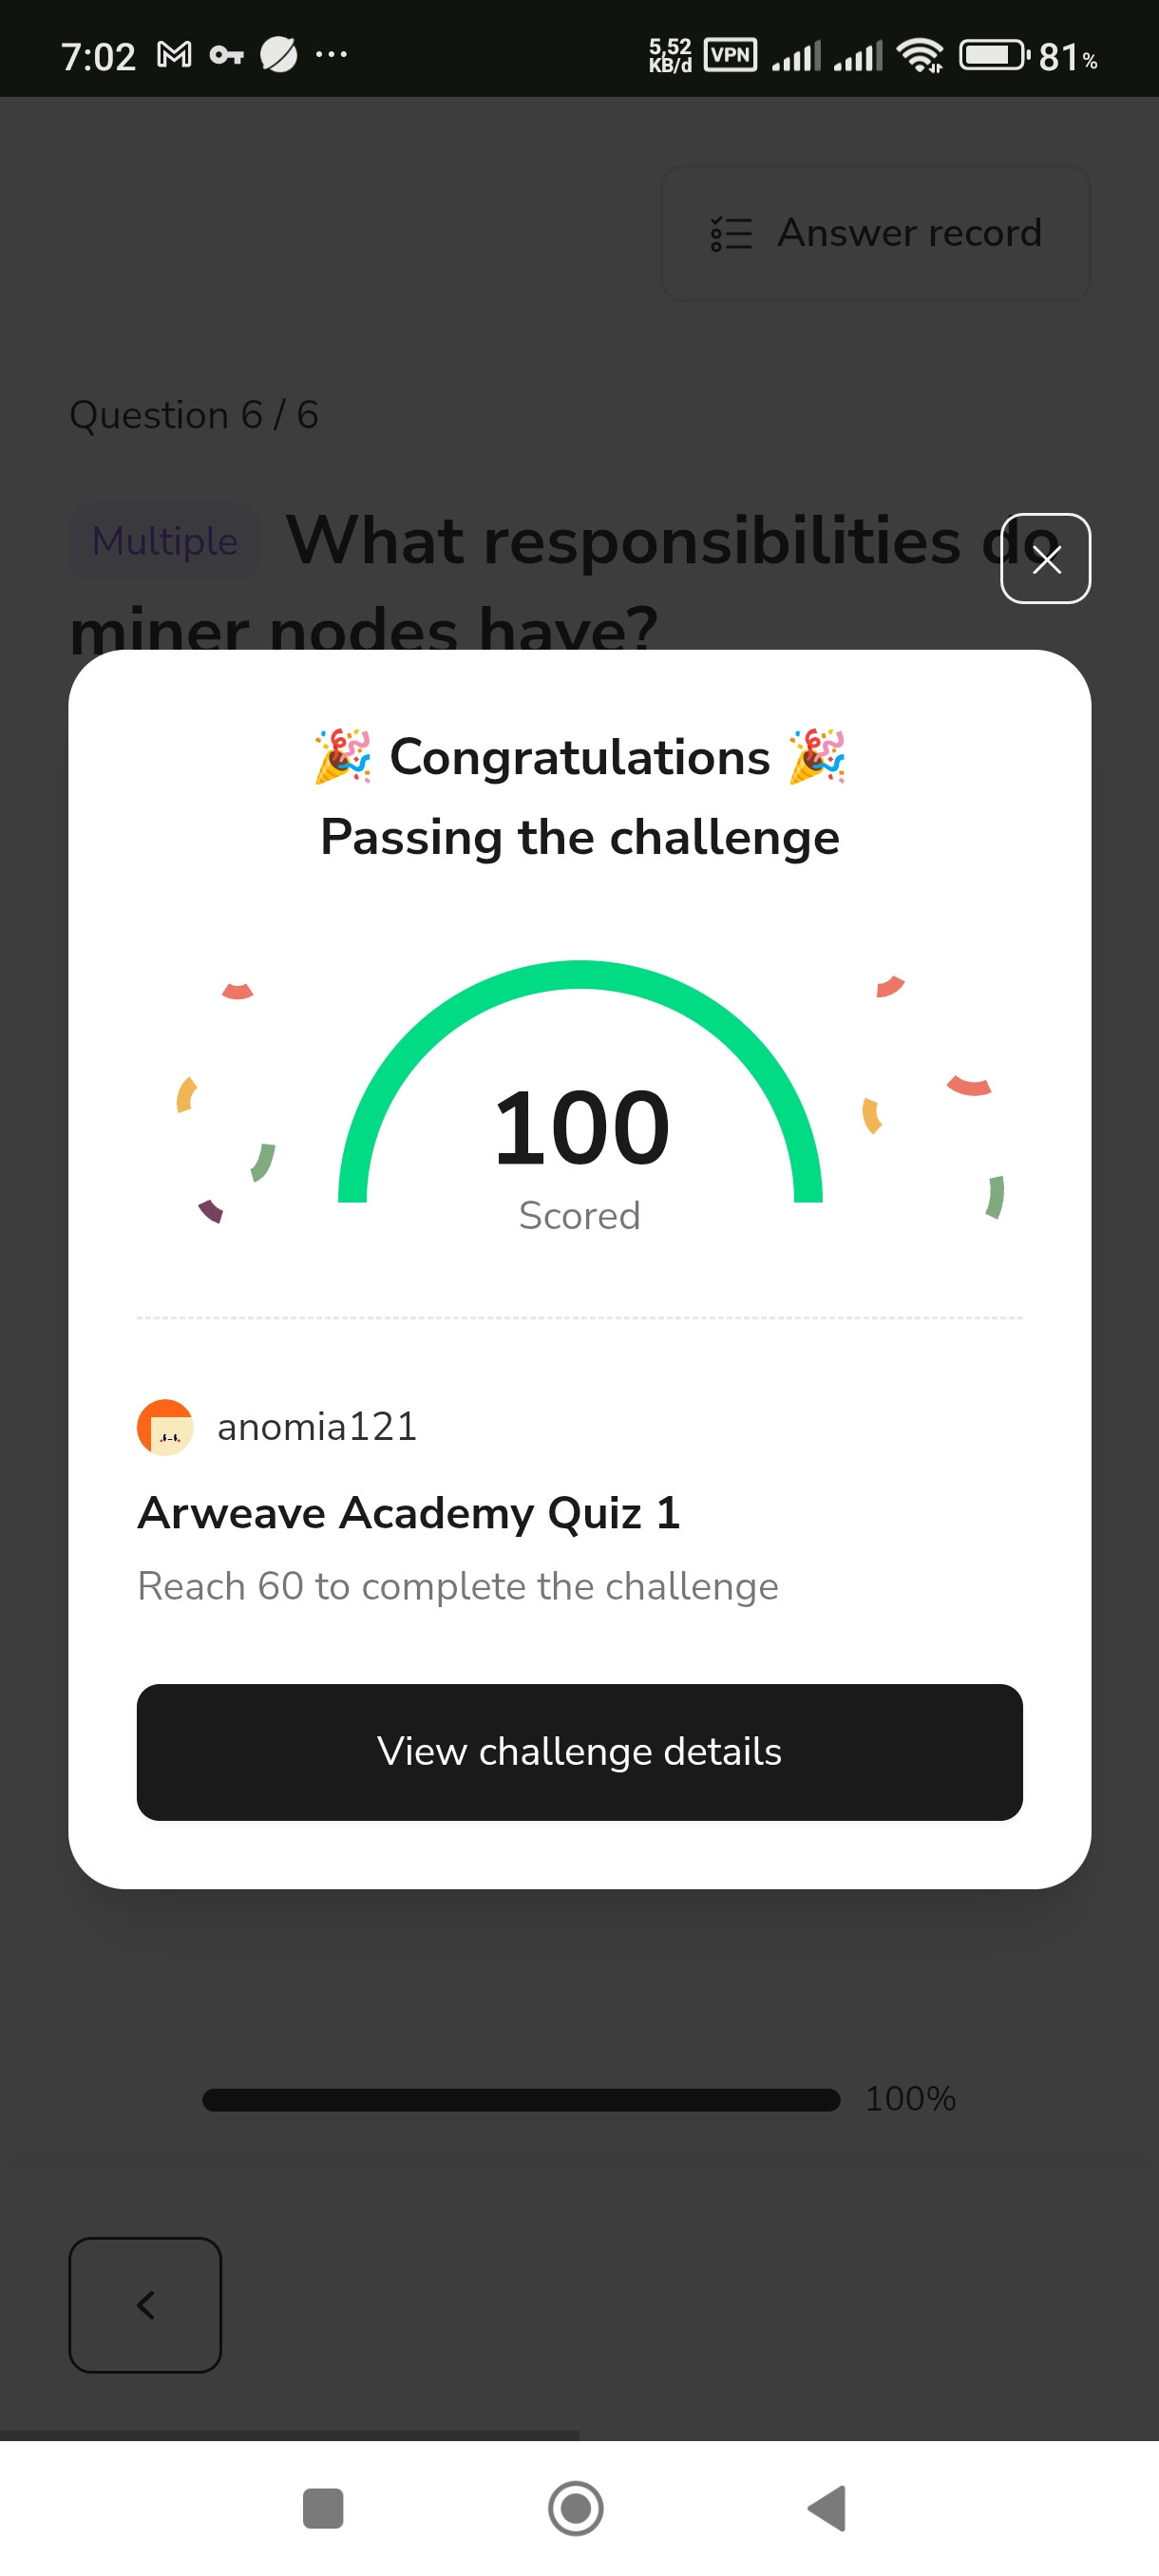 7:02
5,52
KB/d
VPN
81%
Answer record
Question 6 / 6
Multiple What responsibilities do
miner nodes have?
🎉 Congratulations 🎉
Passing the challenge
100
Scored
anomia121
Arweave Academy Quiz 1
Reach 60 to complete the challenge
View challenge details
100%